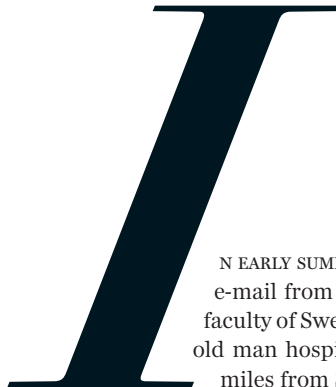 I
N EARLY
e-mail from
faculty of
old man
miles from